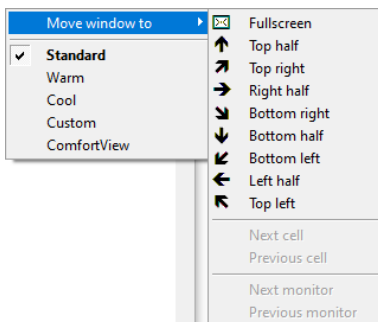 Move window to
Standard
Warm
Cool
Custom
ComfortView
Fullscreen
Top half
Top right
Right half
Bottom right
Bottom half
Bottom left
Left half
Top left
Next cell
Previous cell
Next monitor
Previous monitor